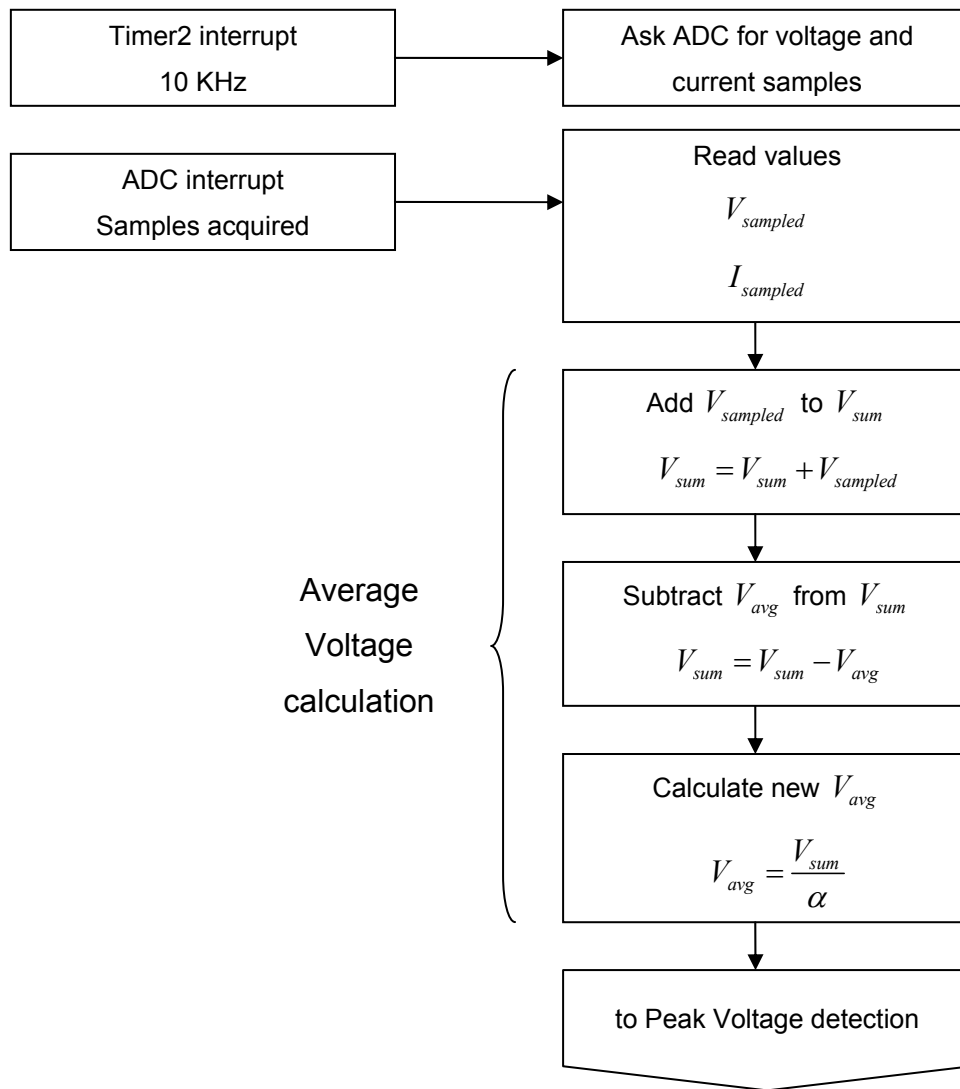 Timer2 interrupt
10 KHz
Ask ADC for voltage and
current samples
ADC interrupt
Samples acquired
Read values
V_sampled
I_sampled
Add V_sampled to V_sum
V_sum = V_sum + V_sampled
Average
Voltage
calculation
Subtract V_avg from V_sum
V_sum = V_sum − V_avg
Calculate new V_avg
V_avg = V_sum / α
to Peak Voltage detection